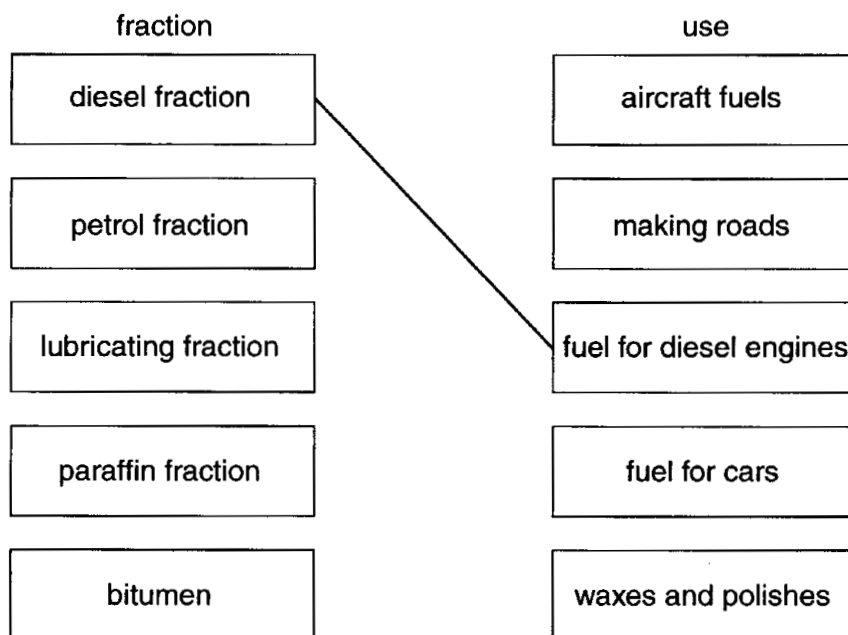 fraction
use
diesel fraction
aircraft fuels
petrol fraction
making roads
lubricating fraction
fuel for diesel engines
paraffin fraction
fuel for cars
bitumen
waxes and polishes